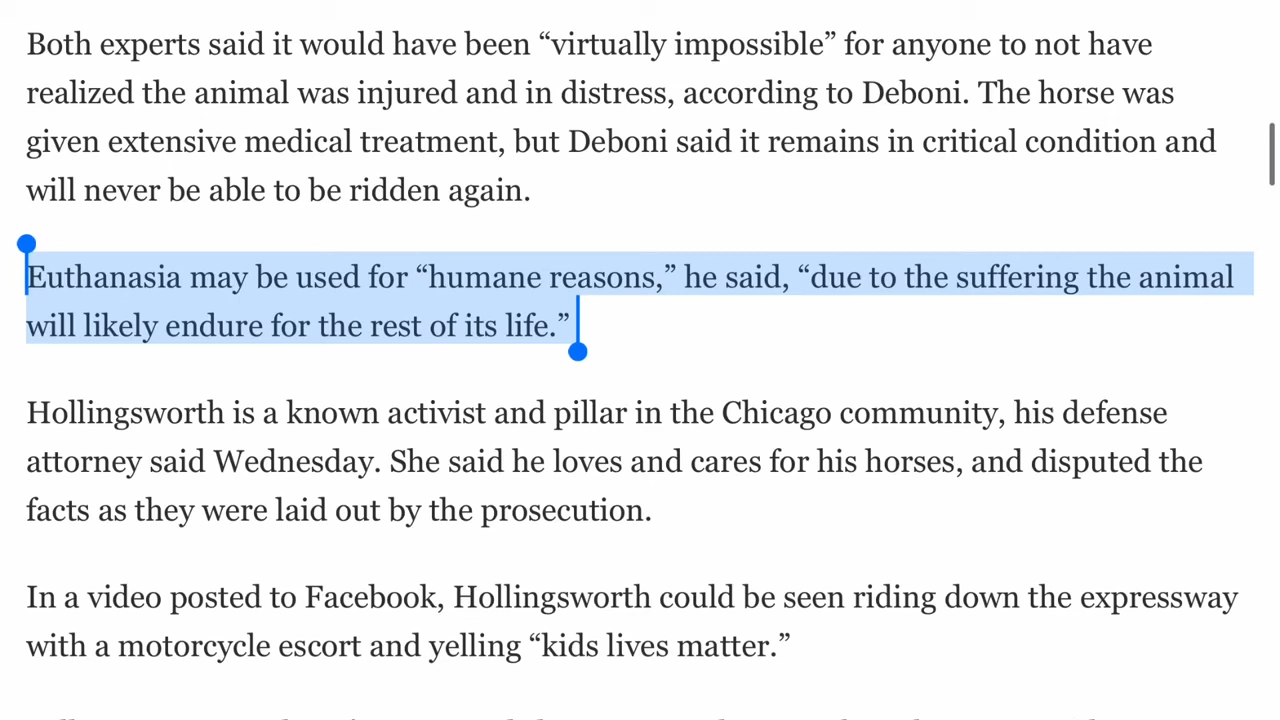 Both experts said it would have been “virtually impossible” for anyone to not have
realized the animal was injured and in distress, according to Deboni. The horse was
given extensive medical treatment, but Deboni said it remains in critical condition and
will never be able to be ridden again.
Euthanasia may be used for “humane reasons,” he said, “due to the suffering the animal
will likely endure for the rest of its life.”
Hollingsworth is a known activist and pillar in the Chicago community, his defense
attorney said Wednesday. She said he loves and cares for his horses, and disputed the
facts as they were laid out by the prosecution.
In a video posted to Facebook, Hollingsworth could be seen riding down the expressway
with a motorcycle escort and yelling “kids lives matter.”